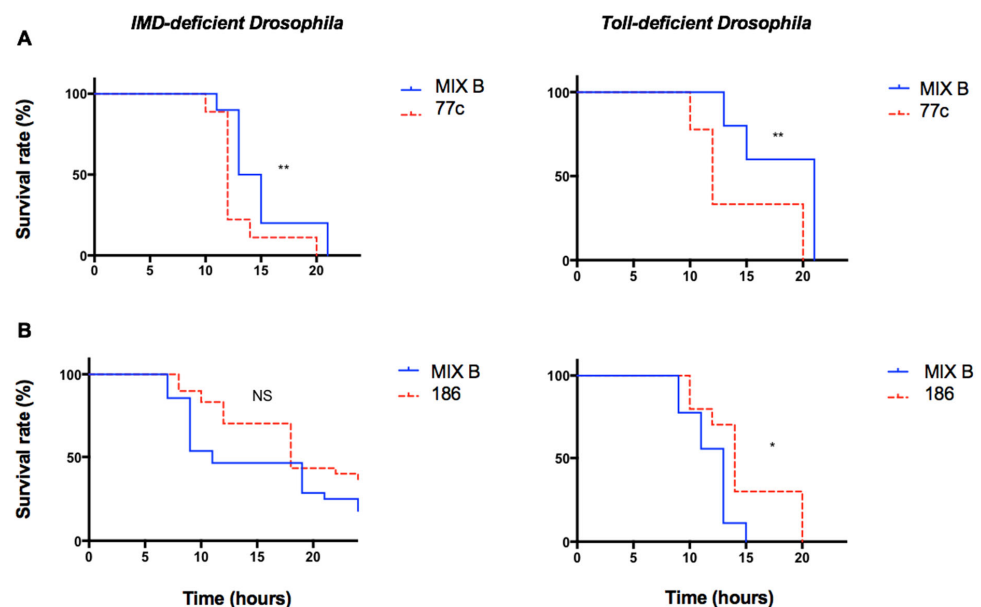 IMD-deficient Drosophila
Toll-deficient Drosophila
A
Survival rate (%)
100
50
0
0 5 10 15 20
**
MIX B
77c
100
50
0
0 5 10 15 20
**
MIX B
77c
B
Survival rate (%)
100
50
0
0 5 10 15 20
NS
MIX B
186
Time (hours)
100
50
0
0 5 10 15 20
*
MIX B
186
Time (hours)